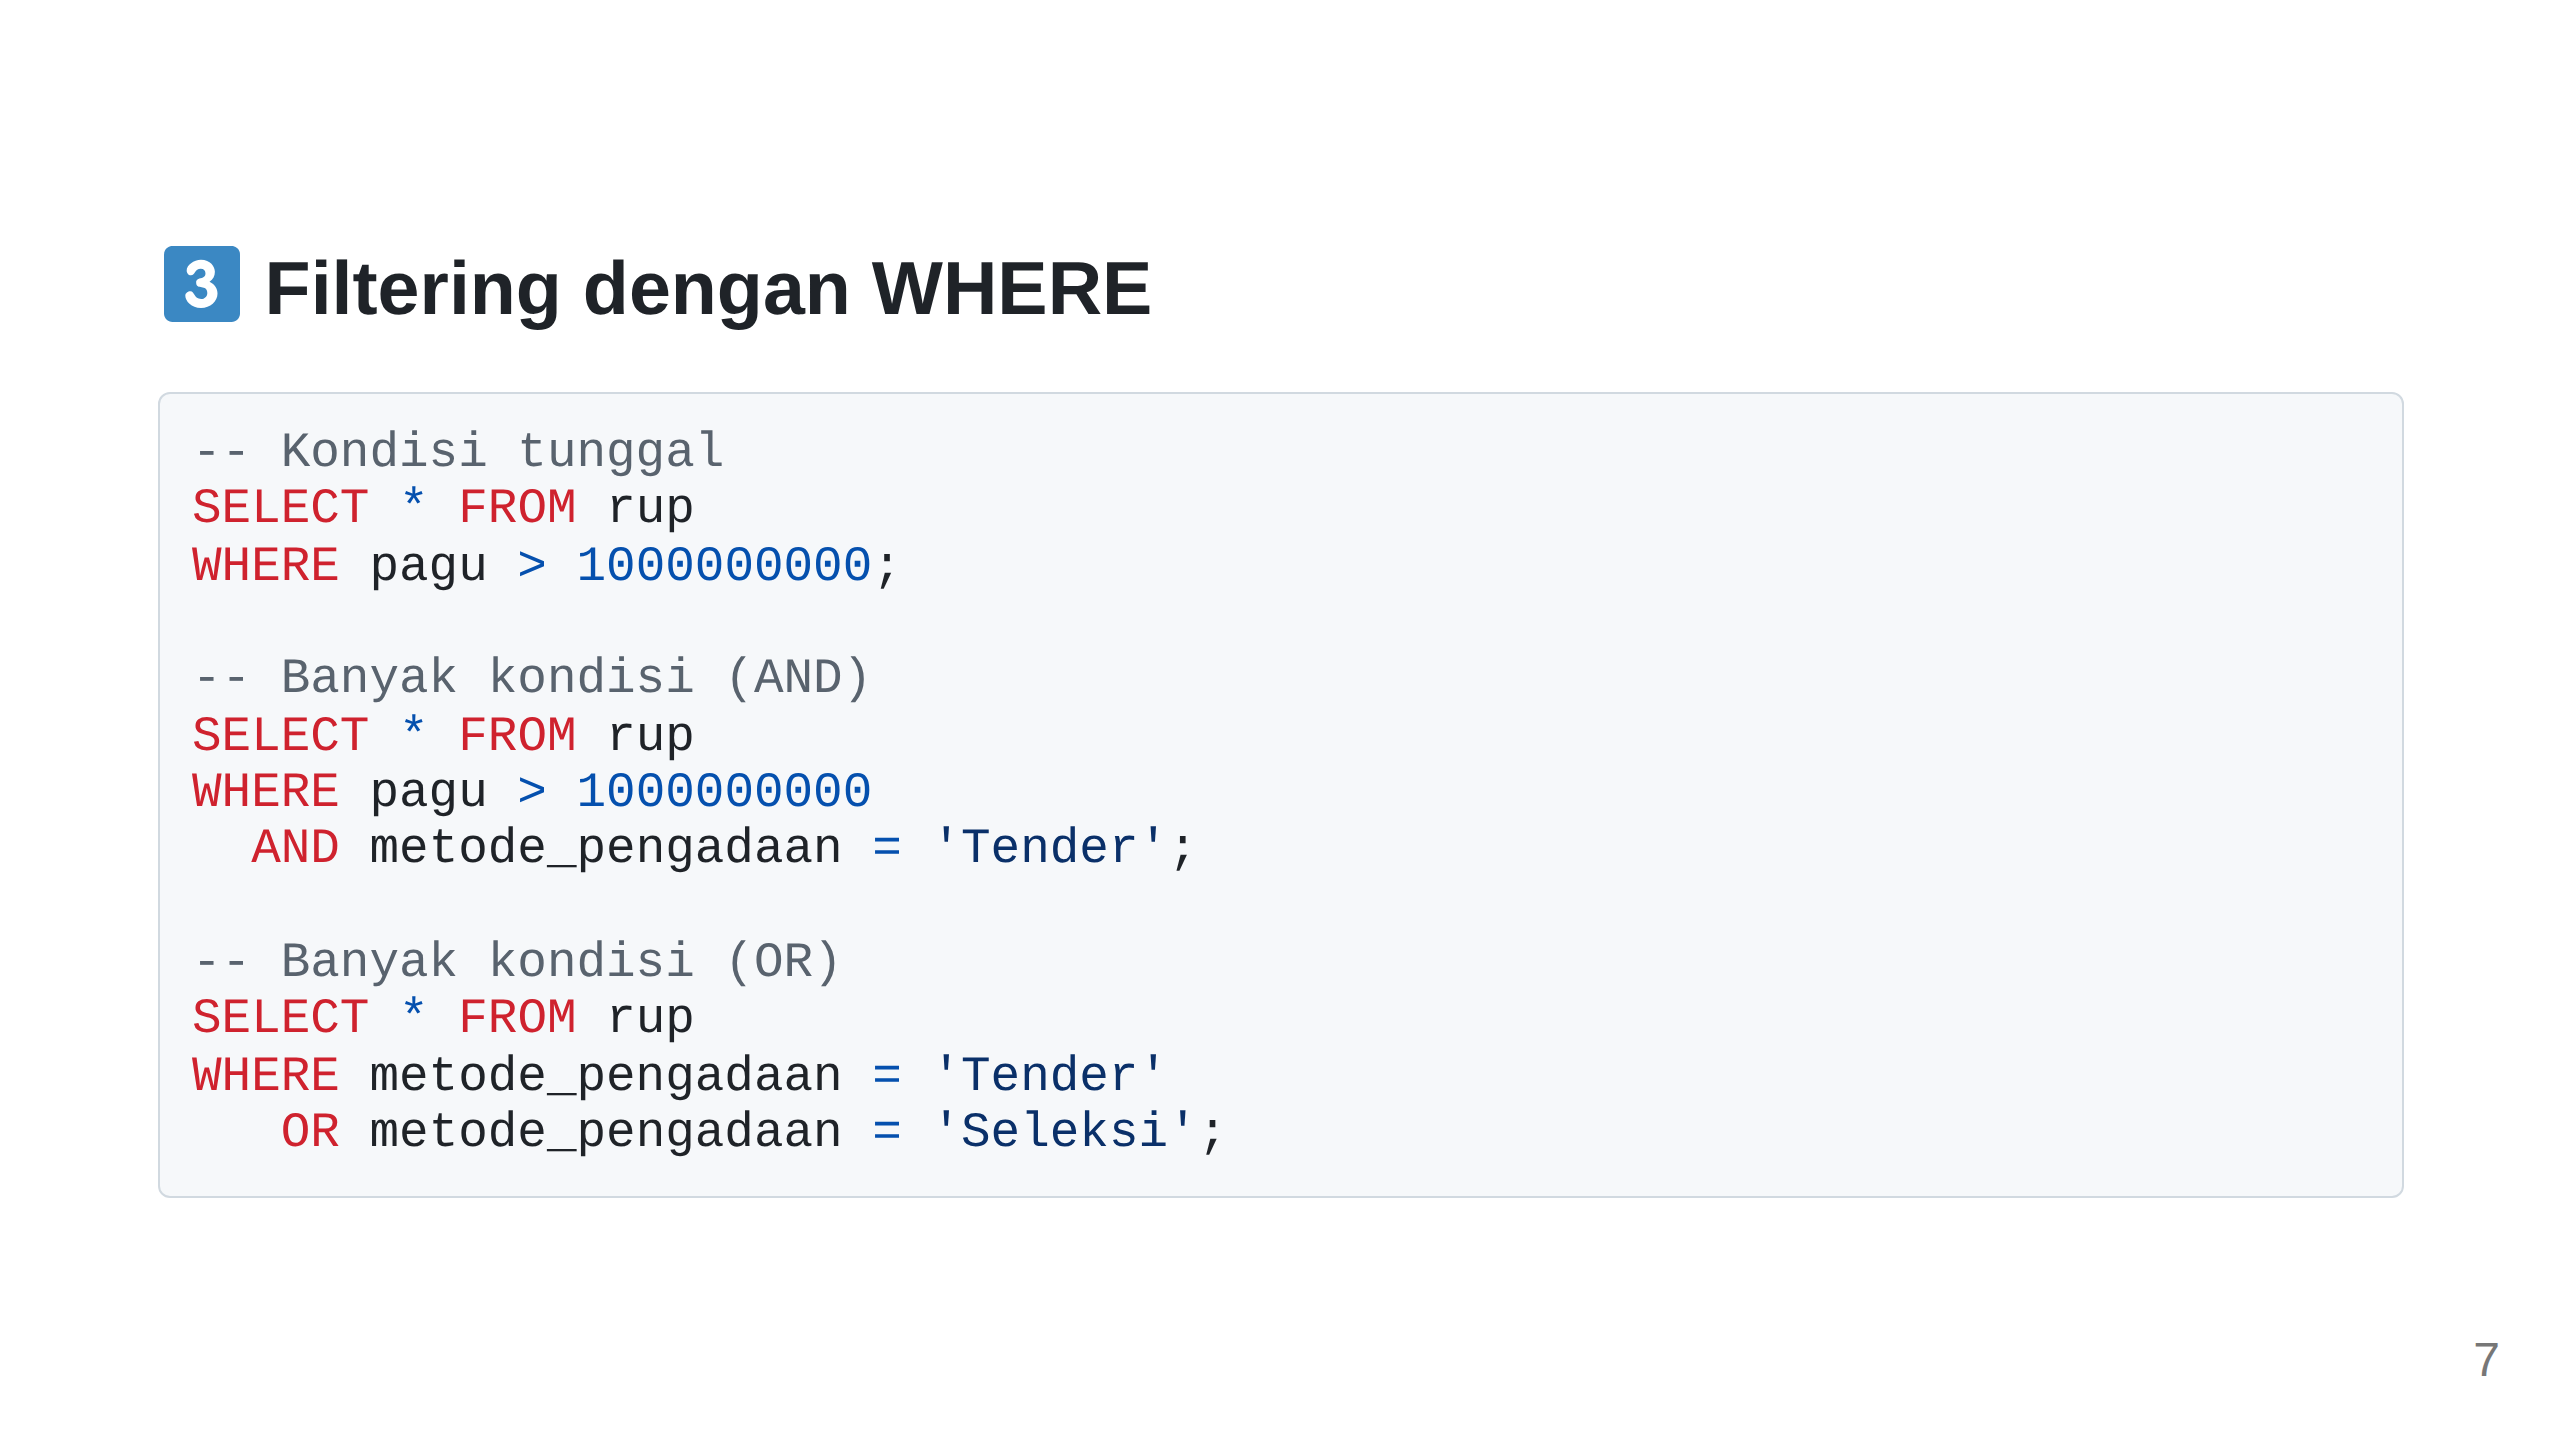 3 Filtering dengan WHERE
-- Kondisi tunggal
SELECT * FROM rup
WHERE pagu > 1000000000;
-- Banyak kondisi (AND)
SELECT * FROM rup
WHERE pagu > 1000000000
  AND metode_pengadaan = 'Tender';
-- Banyak kondisi (OR)
SELECT * FROM rup
WHERE metode_pengadaan = 'Tender'
   OR metode_pengadaan = 'Seleksi';
7